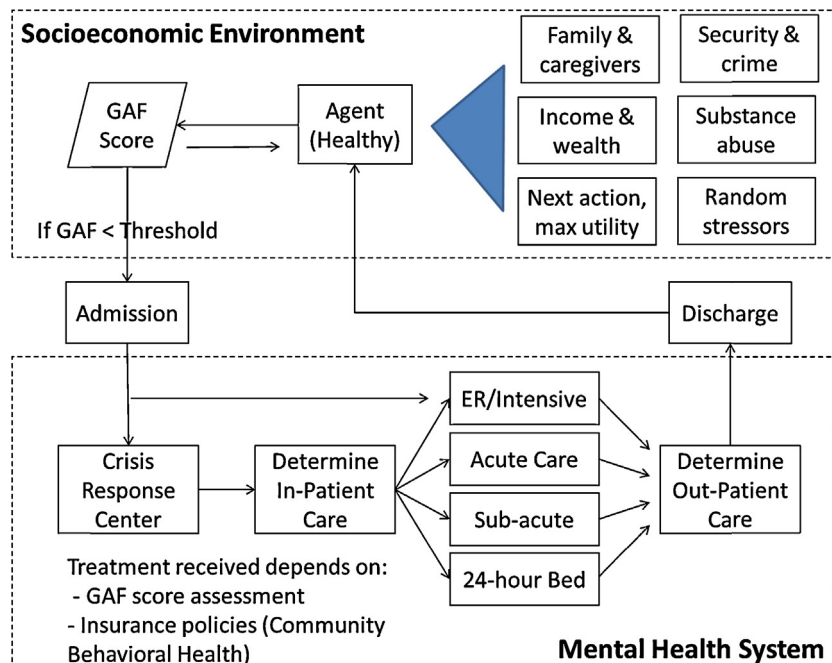 Socioeconomic Environment
GAF
Score
Agent
(Healthy)
Family &
caregivers
Security &
crime
Income &
wealth
Substance
abuse
Next action,
max utility
Random
stressors
If GAF < Threshold
Admission
Discharge
ER/Intensive
Crisis
Response
Center
Determine
In-Patient
Care
Acute Care
Sub-acute
24-hour Bed
Determine
Out-Patient
Care
Treatment received depends on:
- GAF score assessment
- Insurance policies (Community
Behavioral Health)
Mental Health System